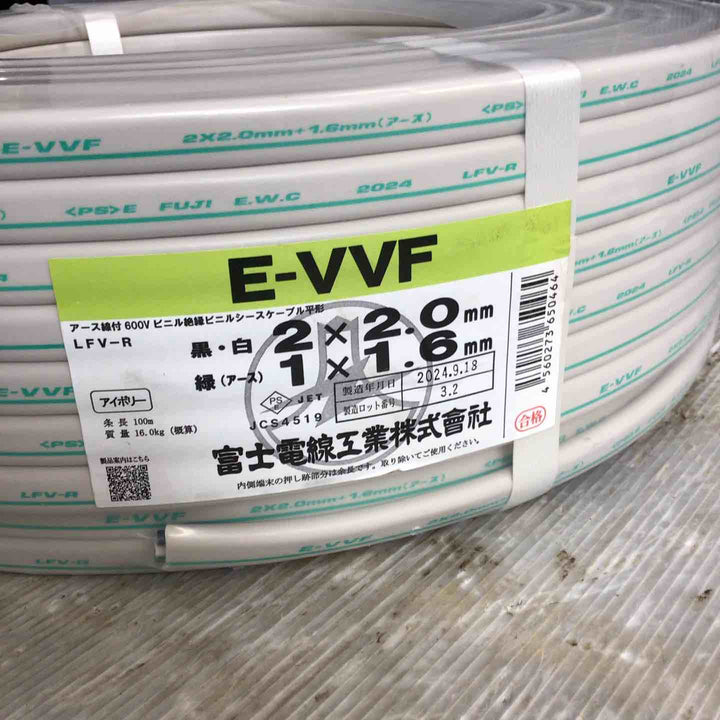 E.W.C 2024 LFV-R
E-VVF 2X2.0mm+1.6mm(アース) <PS>
<PS>E FUJI E.W.C 2024 LFV-R E-VVF
E-VVF
アース線付 600V ビニル絶縁ビニルシースケーブル平形
LFV-R
黒・白 2×2.0mm
緑(アース) 1×1.6mm
アイボリー
条長 100m
質量 16.0kg(概算)
PSE JET
JCS4519
製造年月日 2024.9.18
製造ロット番号 3.2
富士電線工業株式會社
製品案内はこちら
内側端末の押し跡部分は余長です。取り除いてご使用ください。
4 560273 650464
合格
LFV-R
E-VVF
LFV-R E-VVF